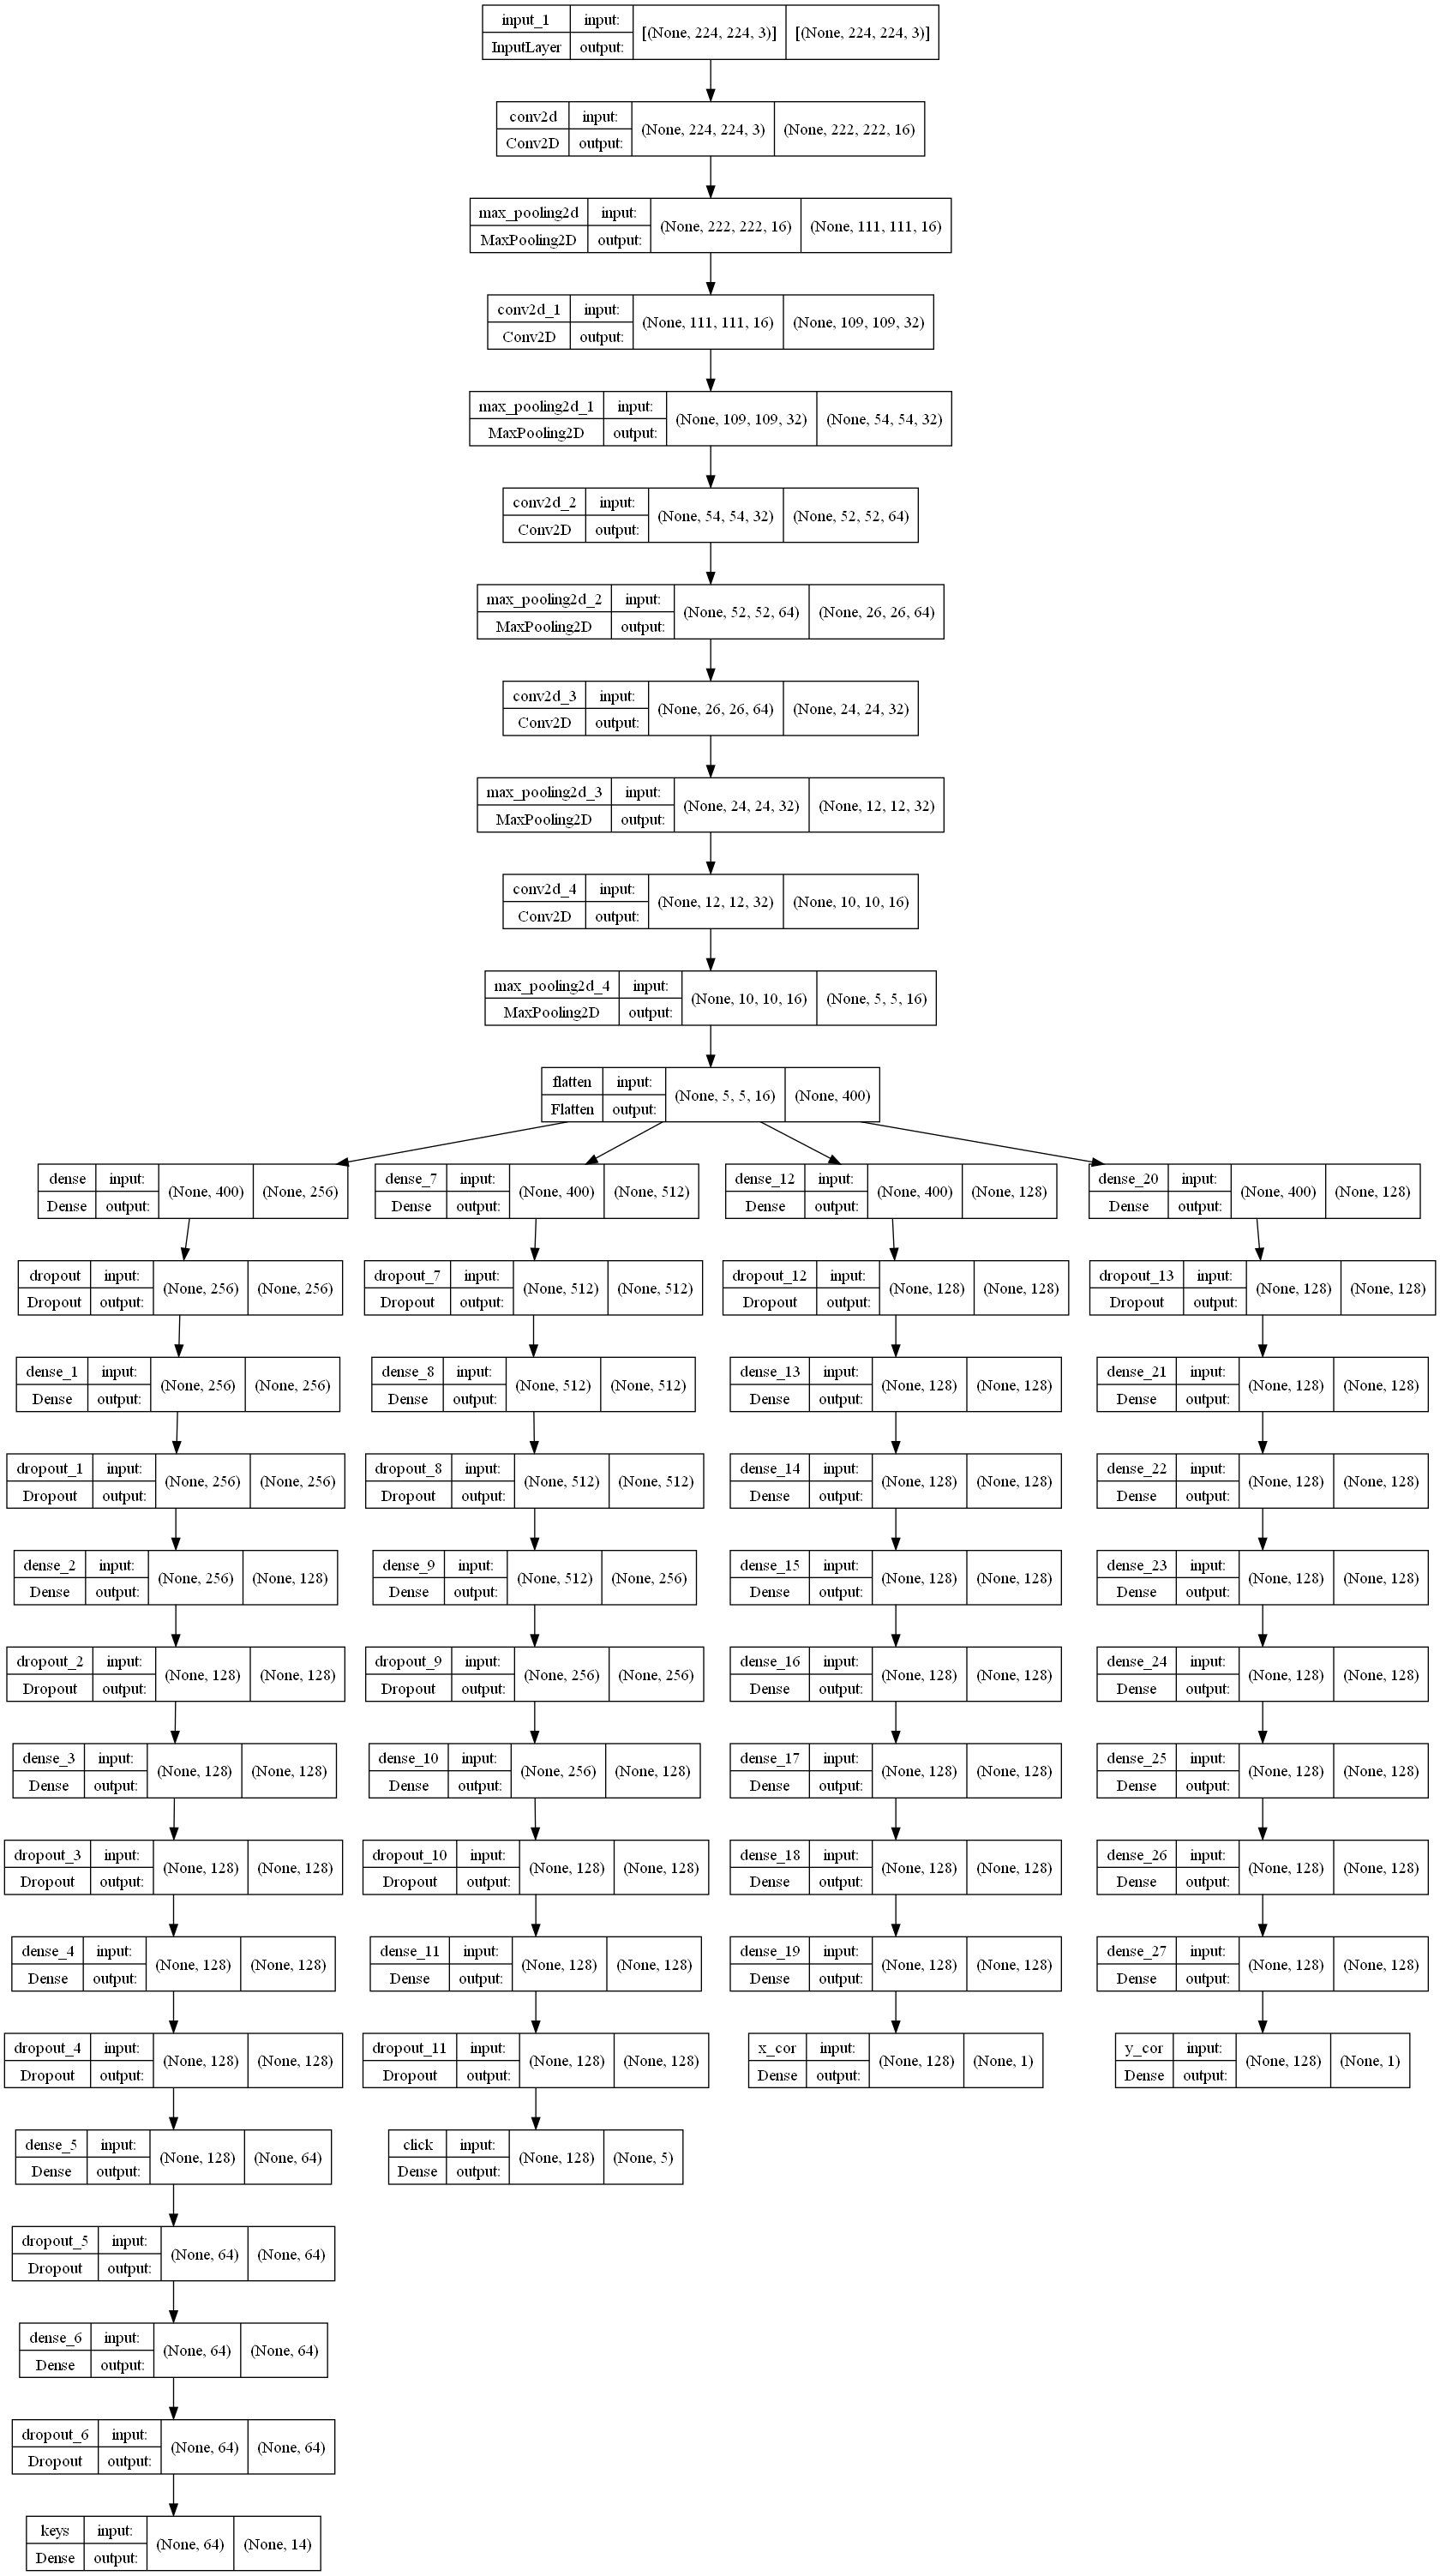 input_1 input: [(None, 224, 224, 3)] [(None, 224, 224, 3)]
InputLayer output:
conv2d input: (None, 224, 224, 3) (None, 222, 222, 16)
Conv2D output:
max_pooling2d input: (None, 222, 222, 16) (None, 111, 111, 16)
MaxPooling2D output:
conv2d_1 input: (None, 111, 111, 16) (None, 109, 109, 32)
Conv2D output:
max_pooling2d_1 input: (None, 109, 109, 32) (None, 54, 54, 32)
MaxPooling2D output:
conv2d_2 input: (None, 54, 54, 32) (None, 52, 52, 64)
Conv2D output:
max_pooling2d_2 input: (None, 52, 52, 64) (None, 26, 26, 64)
MaxPooling2D output:
conv2d_3 input: (None, 26, 26, 64) (None, 24, 24, 32)
Conv2D output:
max_pooling2d_3 input: (None, 24, 24, 32) (None, 12, 12, 32)
MaxPooling2D output:
conv2d_4 input: (None, 12, 12, 32) (None, 10, 10, 16)
Conv2D output:
max_pooling2d_4 input: (None, 10, 10, 16) (None, 5, 5, 16)
MaxPooling2D output:
flatten input: (None, 5, 5, 16) (None, 400)
Flatten output:
dense input: (None, 400) (None, 256)
Dense output:
dropout input: (None, 256) (None, 256)
Dropout output:
dense_1 input: (None, 256) (None, 256)
Dense output:
dropout_1 input: (None, 256) (None, 256)
Dropout output:
dense_2 input: (None, 256) (None, 128)
Dense output:
dropout_2 input: (None, 128) (None, 128)
Dropout output:
dense_3 input: (None, 128) (None, 128)
Dense output:
dropout_3 input: (None, 128) (None, 128)
Dropout output:
dense_4 input: (None, 128) (None, 128)
Dense output:
dropout_4 input: (None, 128) (None, 128)
Dropout output:
dense_5 input: (None, 128) (None, 64)
Dense output:
dropout_5 input: (None, 64) (None, 64)
Dropout output:
dense_6 input: (None, 64) (None, 64)
Dense output:
dropout_6 input: (None, 64) (None, 64)
Dropout output:
keys input: (None, 64) (None, 14)
Dense output:
dense_7 input: (None, 400) (None, 512)
Dense output:
dropout_7 input: (None, 512) (None, 512)
Dropout output:
dense_8 input: (None, 512) (None, 512)
Dense output:
dropout_8 input: (None, 512) (None, 512)
Dropout output:
dense_9 input: (None, 512) (None, 256)
Dense output:
dropout_9 input: (None, 256) (None, 256)
Dropout output:
dense_10 input: (None, 256) (None, 128)
Dense output:
dropout_10 input: (None, 128) (None, 128)
Dropout output:
dense_11 input: (None, 128) (None, 128)
Dense output:
dropout_11 input: (None, 128) (None, 128)
Dropout output:
click input: (None, 128) (None, 5)
Dense output:
dense_12 input: (None, 400) (None, 128)
Dense output:
dropout_12 input: (None, 128) (None, 128)
Dropout output:
dense_13 input: (None, 128) (None, 128)
Dense output:
dense_14 input: (None, 128) (None, 128)
Dense output:
dense_15 input: (None, 128) (None, 128)
Dense output:
dense_16 input: (None, 128) (None, 128)
Dense output:
dense_17 input: (None, 128) (None, 128)
Dense output:
dense_18 input: (None, 128) (None, 128)
Dense output:
dense_19 input: (None, 128) (None, 128)
Dense output:
x_cor input: (None, 128) (None, 1)
Dense output:
dense_20 input: (None, 400) (None, 128)
Dense output:
dropout_13 input: (None, 128) (None, 128)
Dropout output:
dense_21 input: (None, 128) (None, 128)
Dense output:
dense_22 input: (None, 128) (None, 128)
Dense output:
dense_23 input: (None, 128) (None, 128)
Dense output:
dense_24 input: (None, 128) (None, 128)
Dense output:
dense_25 input: (None, 128) (None, 128)
Dense output:
dense_26 input: (None, 128) (None, 128)
Dense output:
dense_27 input: (None, 128) (None, 128)
Dense output:
y_cor input: (None, 128) (None, 1)
Dense output: